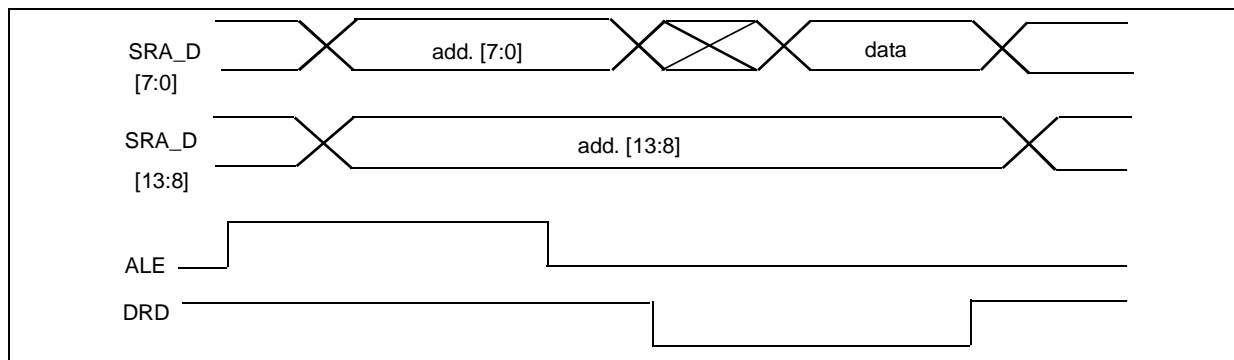 SRA_D
[7:0]
add. [7:0]
data
SRA_D
[13:8]
add. [13:8]
ALE
DRD